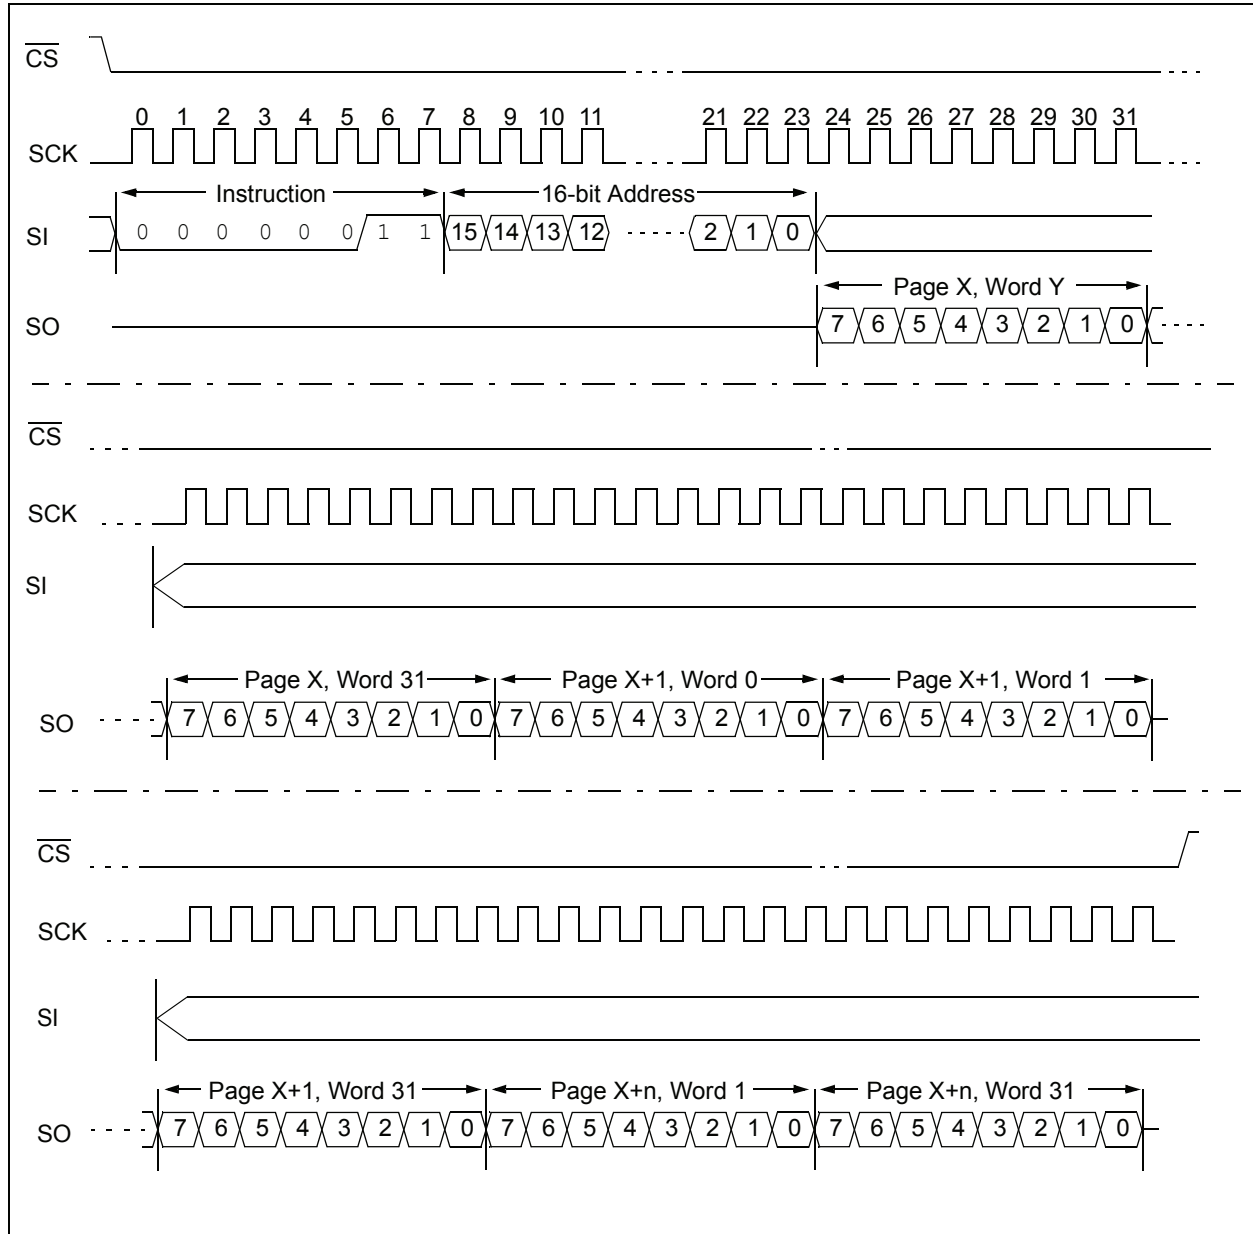 CS
0 1 2 3 4 5 6 7 8 9 10 11 21 22 23 24 25 26 27 28 29 30 31
SCK
Instruction 16-bit Address
SI 0 0 0 0 0 0 1 1 15 14 13 12 2 1 0
Page X, Word Y
SO 7 6 5 4 3 2 1 0
CS
SCK
SI
Page X, Word 31 Page X+1, Word 0 Page X+1, Word 1
SO 7 6 5 4 3 2 1 0 7 6 5 4 3 2 1 0 7 6 5 4 3 2 1 0
CS
SCK
SI
Page X+1, Word 31 Page X+n, Word 1 Page X+n, Word 31
SO 7 6 5 4 3 2 1 0 7 6 5 4 3 2 1 0 7 6 5 4 3 2 1 0